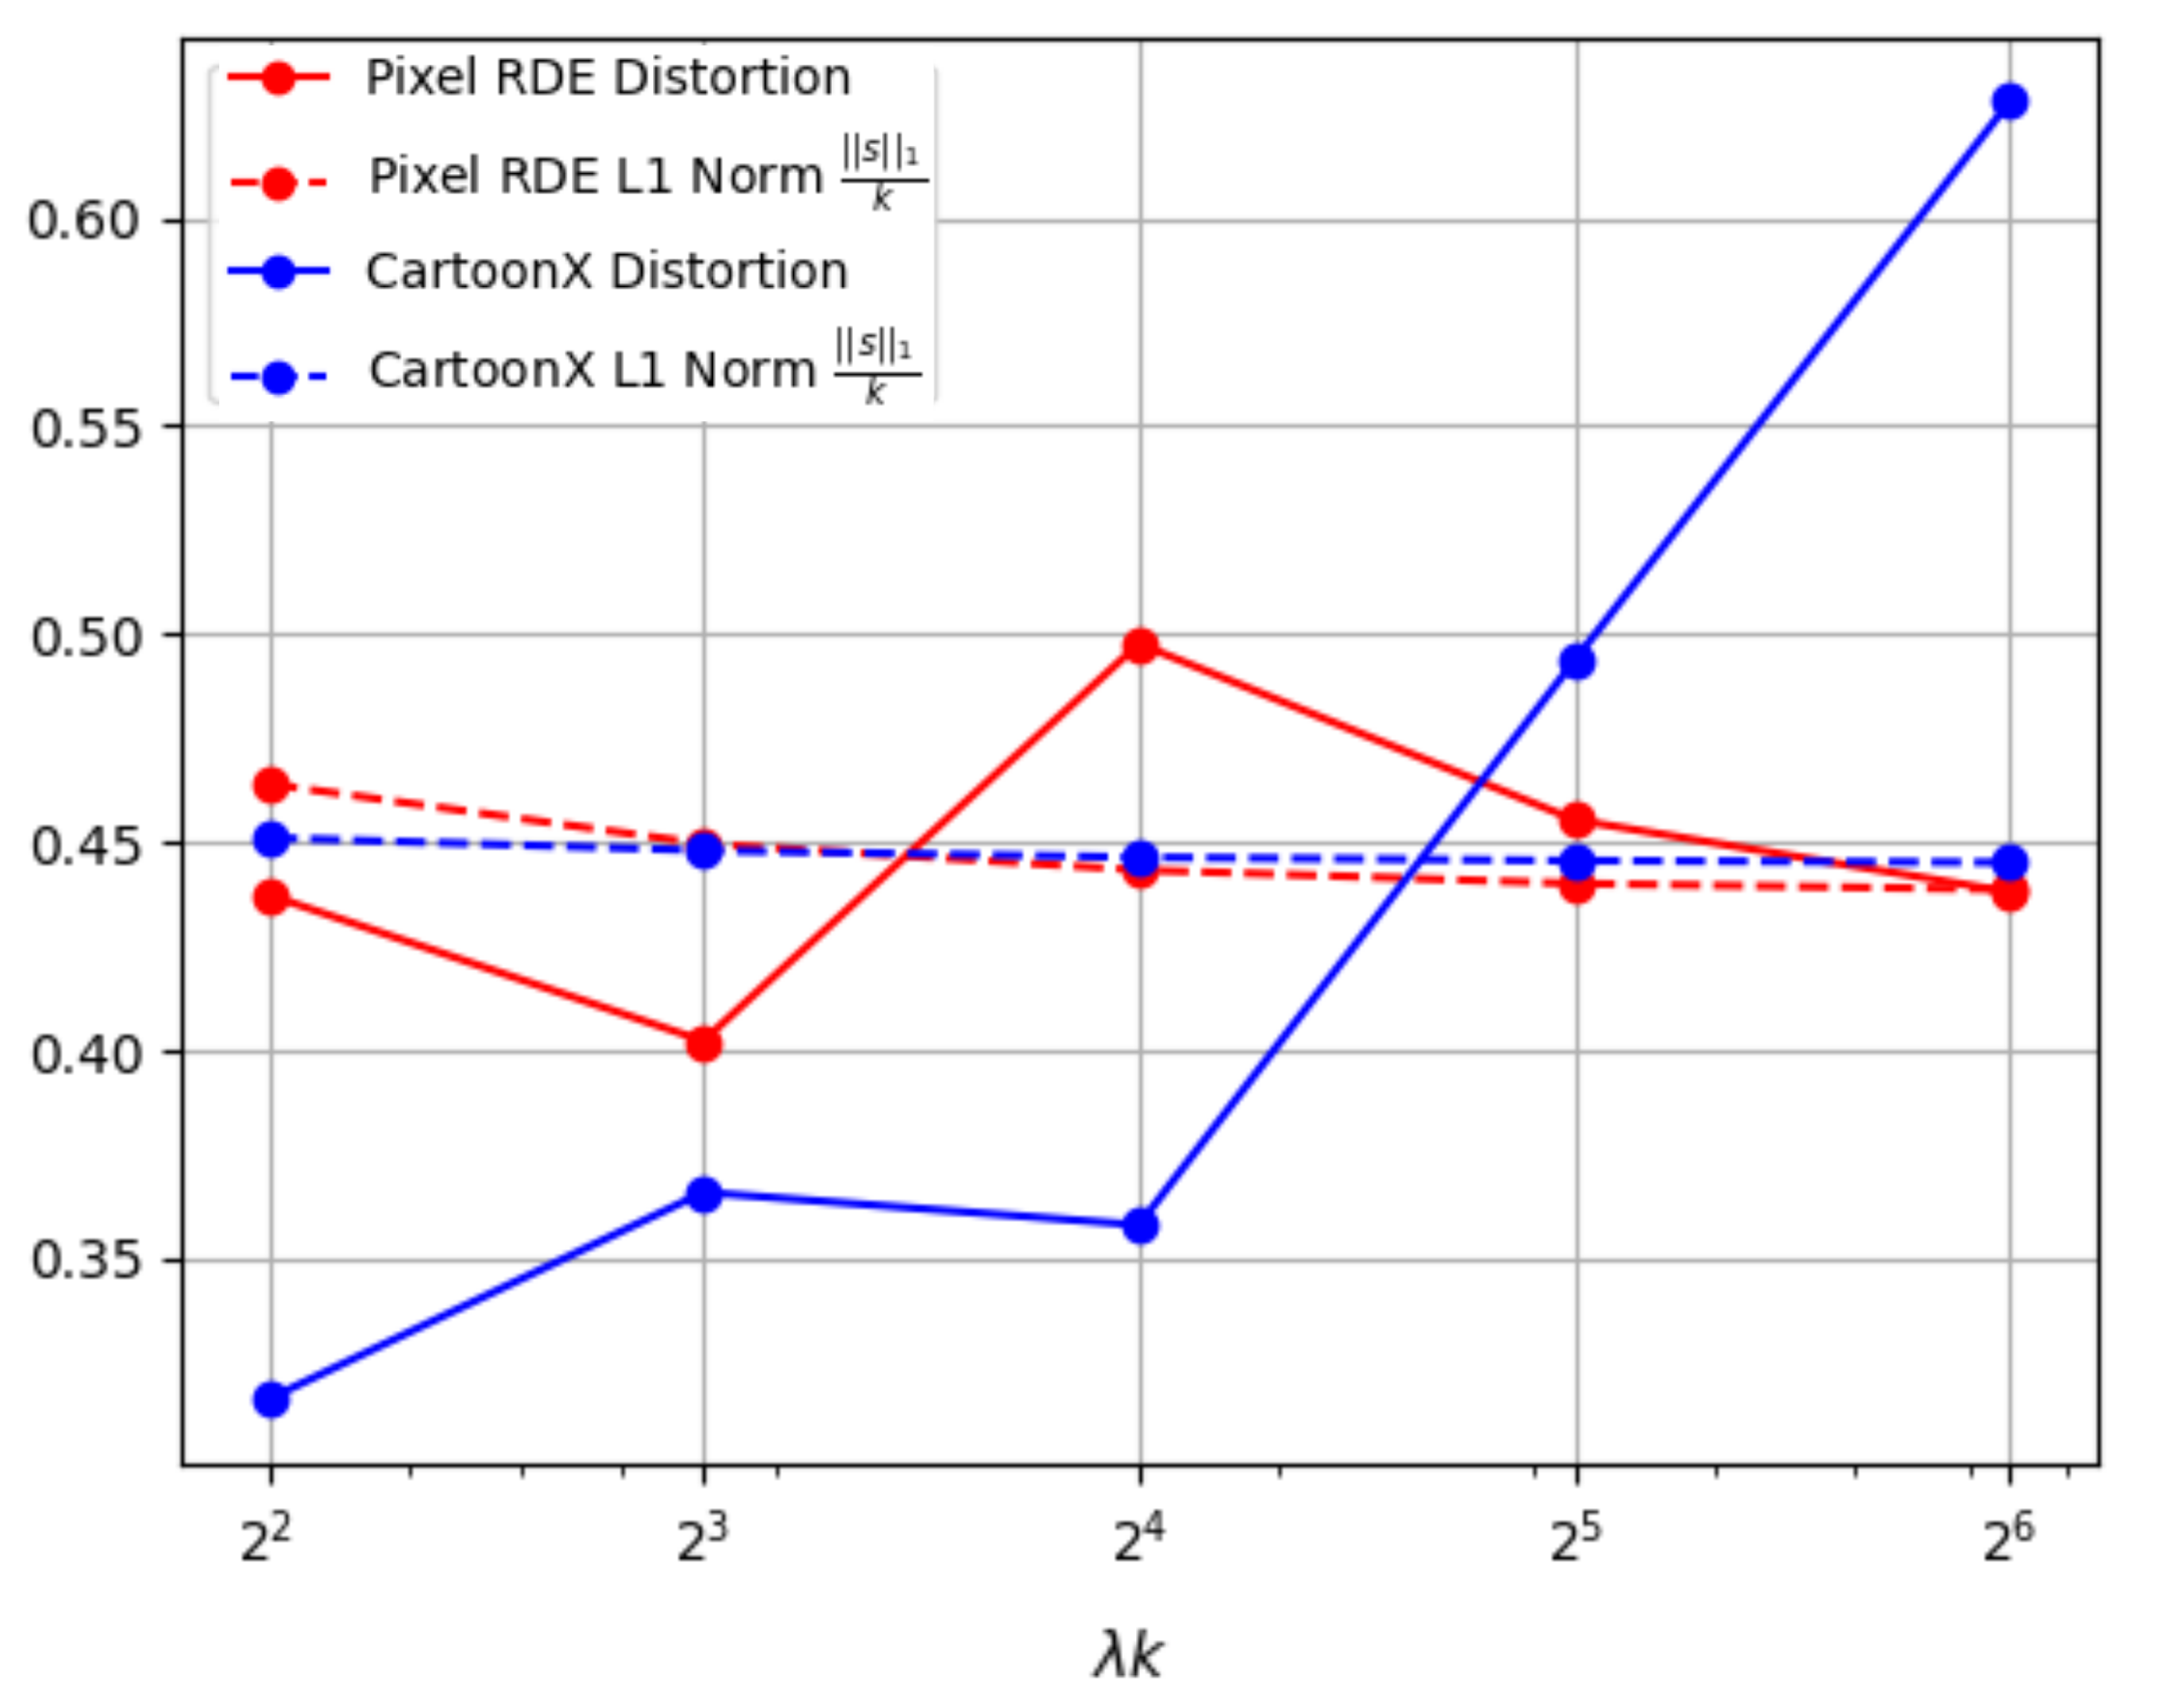 Pixel RDE Distortion
Pixel RDE L1 Norm ||s||₁/k
CartoonX Distortion
CartoonX L1 Norm ||s||₁/k
0.60
0.55
0.50
0.45
0.40
0.35
2² 2³ 2⁴ 2⁵ 2⁶
λk